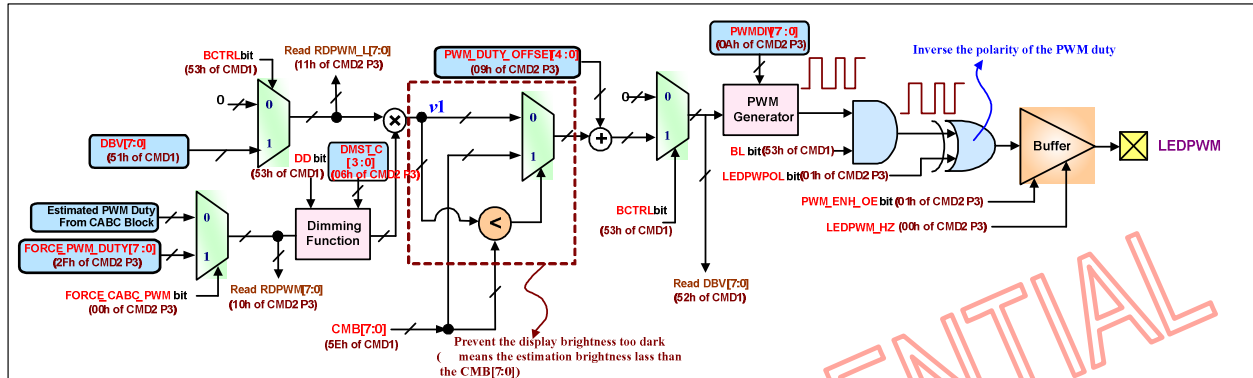 BCTRL bit
(53h of CMD1)
Read RDPWM_L[7:0]
(11h of CMD2 P3)
PWM_DUTY_OFFSET[4:0]
(09h of CMD2 P3)
PWMDIV[7:0]
(0Ah of CMD2 P3)
Inverse the polarity of the PWM duty
0
0
1
DBV[7:0]
(51h of CMD1)
DD bit
(53h of CMD1)
DMST_C
[3:0]
(06h of CMD2 P3)
v1
0
1
0
0
1
PWM
Generator
BL bit (53h of CMD1)
LEDPWPOL bit (01h of CMD2 P3)
Buffer
LEDPWM
PWM_ENH_OE bit (01h of CMD2 P3)
LEDPWM_HZ (00h of CMD2 P3)
Estimated PWM Duty
From CABC Block
FORCE_PWM_DUTY[7:0]
(2Fh of CMD2 P3)
0
1
Dimming
Function
<
BCTRL bit
(53h of CMD1)
FORCE_CABC_PWM bit
(00h of CMD2 P3)
Read RDPWM[7:0]
(10h of CMD2 P3)
Read DBV[7:0]
(52h of CMD1)
CMB[7:0]
(5Eh of CMD1)
Prevent the display brightness too dark
( means the estimation brightness lass than
the CMB[7:0])
ENTIAL